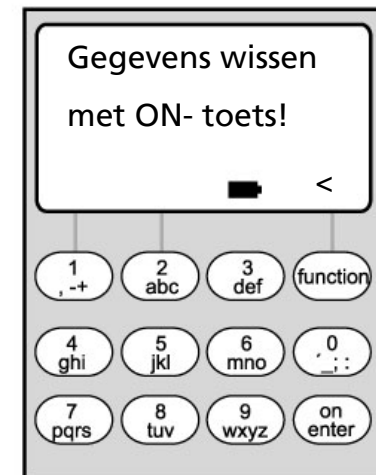 Gegevens wissen
met ON- toets!
<
1 2 3 function
, -+ abc def
4 5 6 0
ghi jkl mno ´_; :
7 8 9 on
pqrs tuv wxyz enter